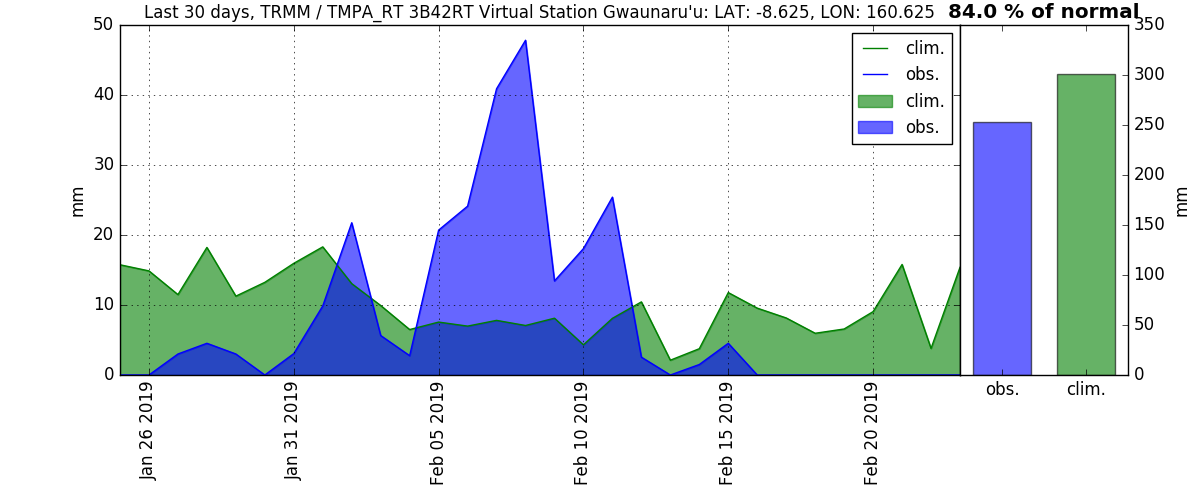 Last 30 days, TRMM / TMPA_RT 3B42RT Virtual Station Gwaunaru'u: LAT: -8.625, LON: 160.625
84.0 % of normal
50
40
30
20
10
0
mm
clim.
obs.
clim.
obs.
Jan 26 2019
Jan 31 2019
Feb 05 2019
Feb 10 2019
Feb 15 2019
Feb 20 2019
350
300
250
200
150
100
50
0
mm
obs.
clim.